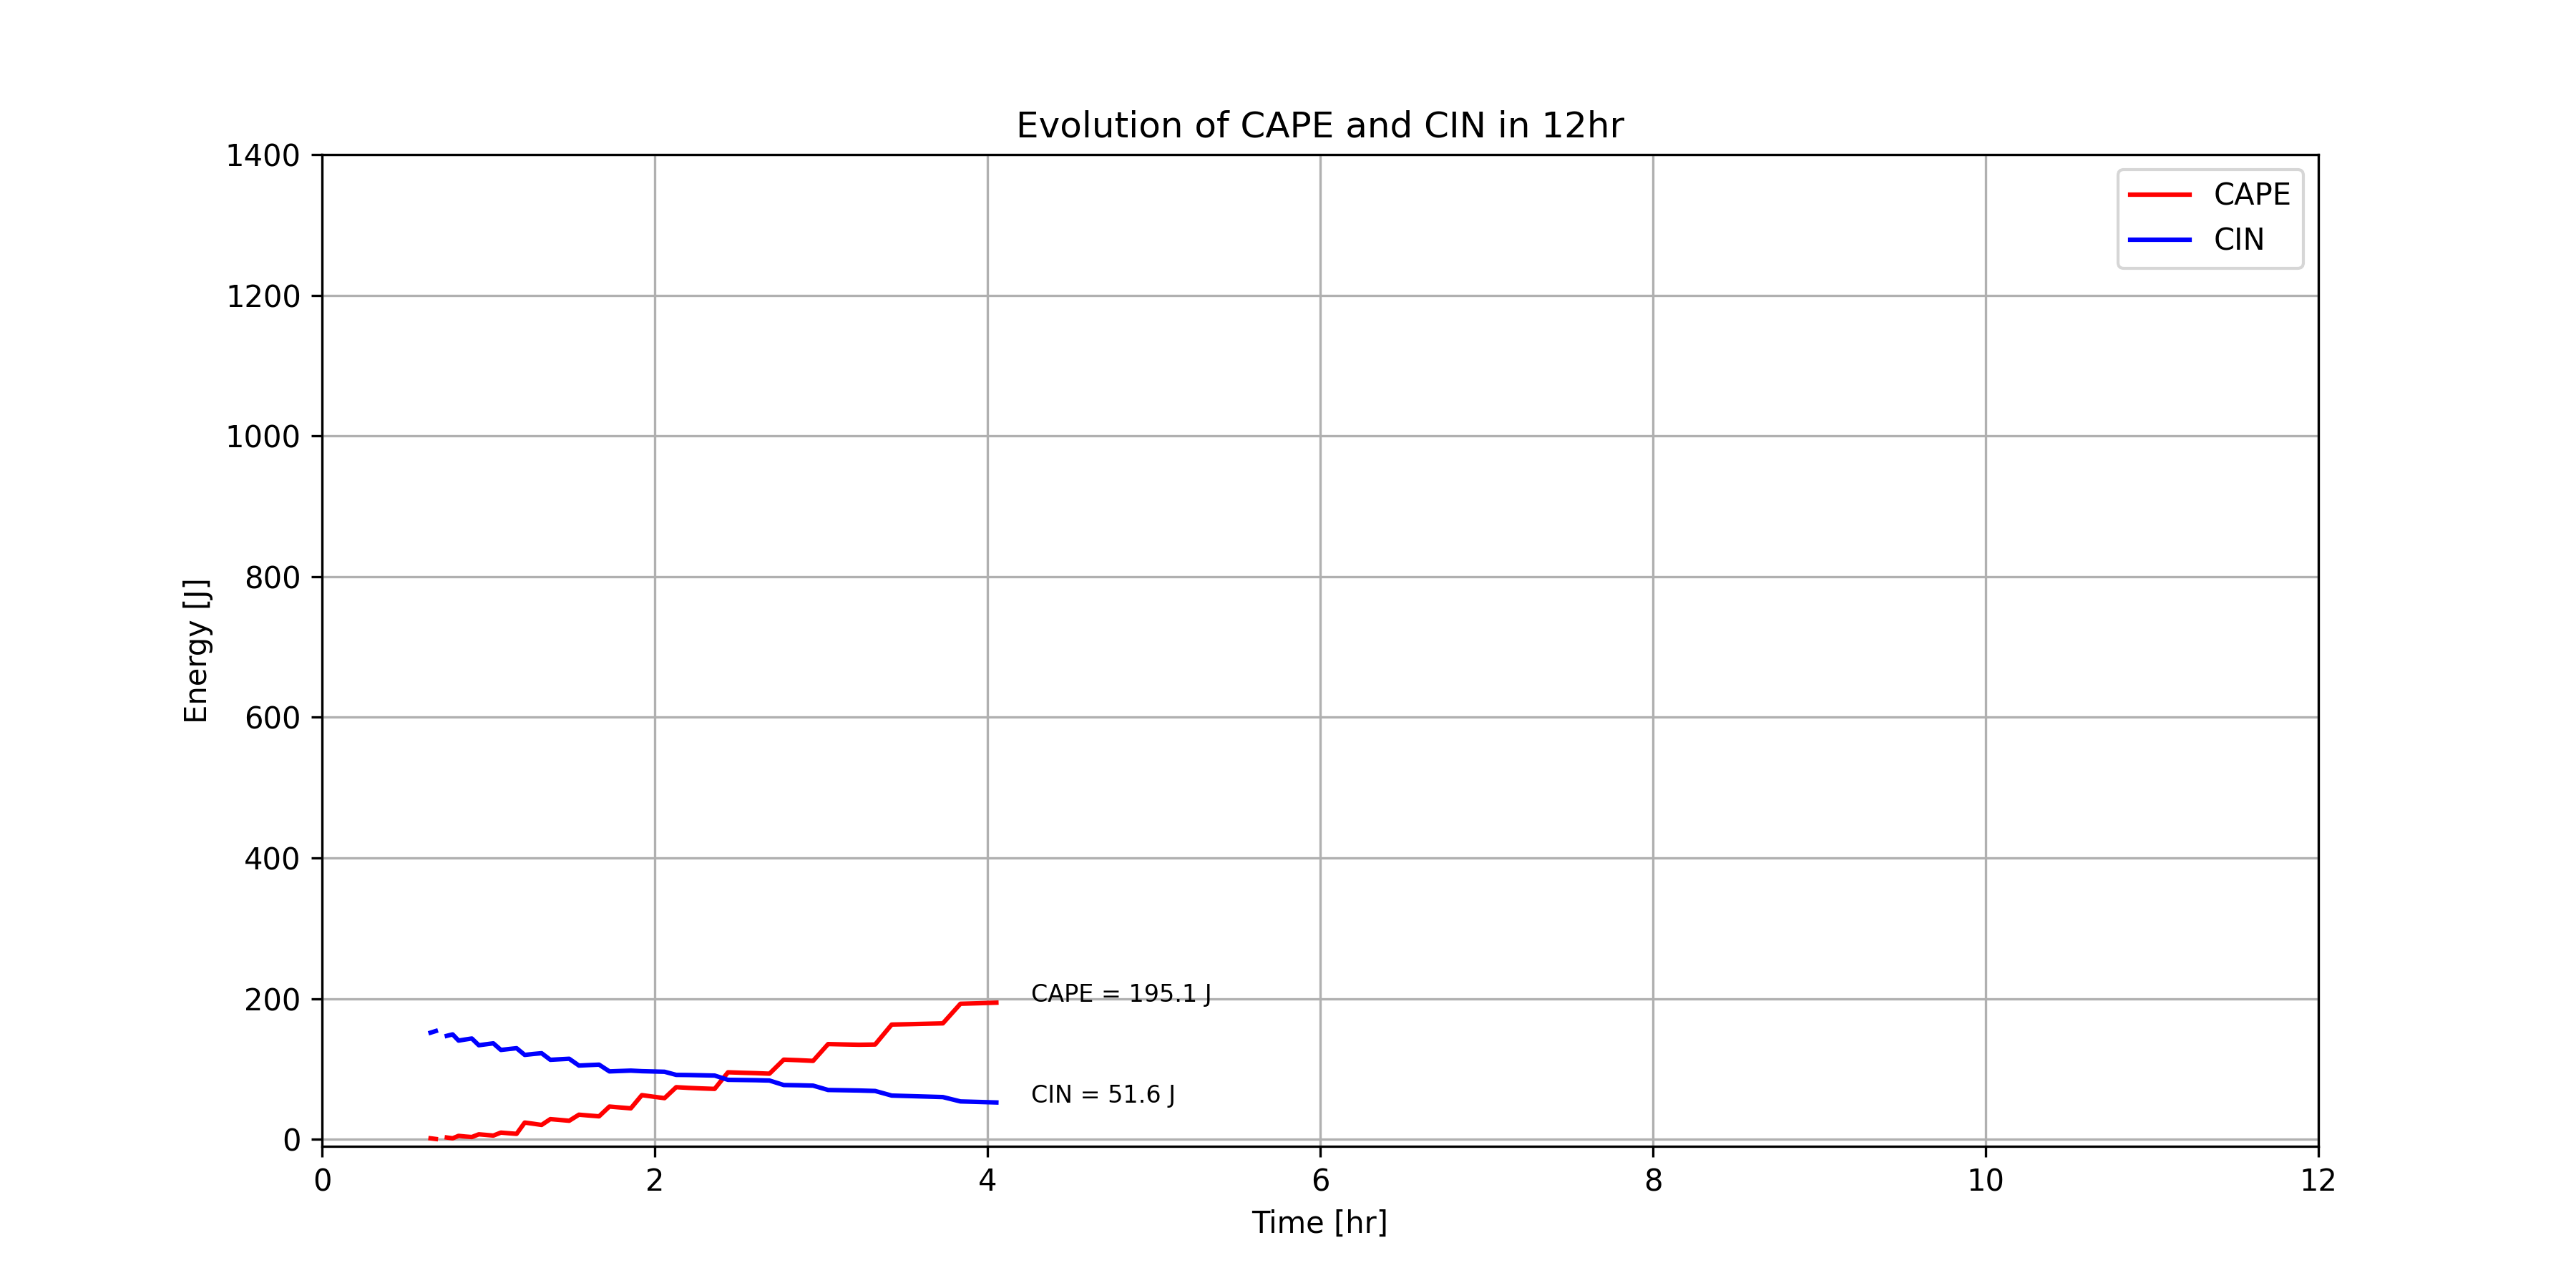 Evolution of CAPE and CIN in 12hr
1400
1200
1000
800
600
400
200
0
Energy [J]
CAPE
CIN
CAPE = 195.1 J
CIN = 51.6 J
0 2 4 6 8 10 12
Time [hr]